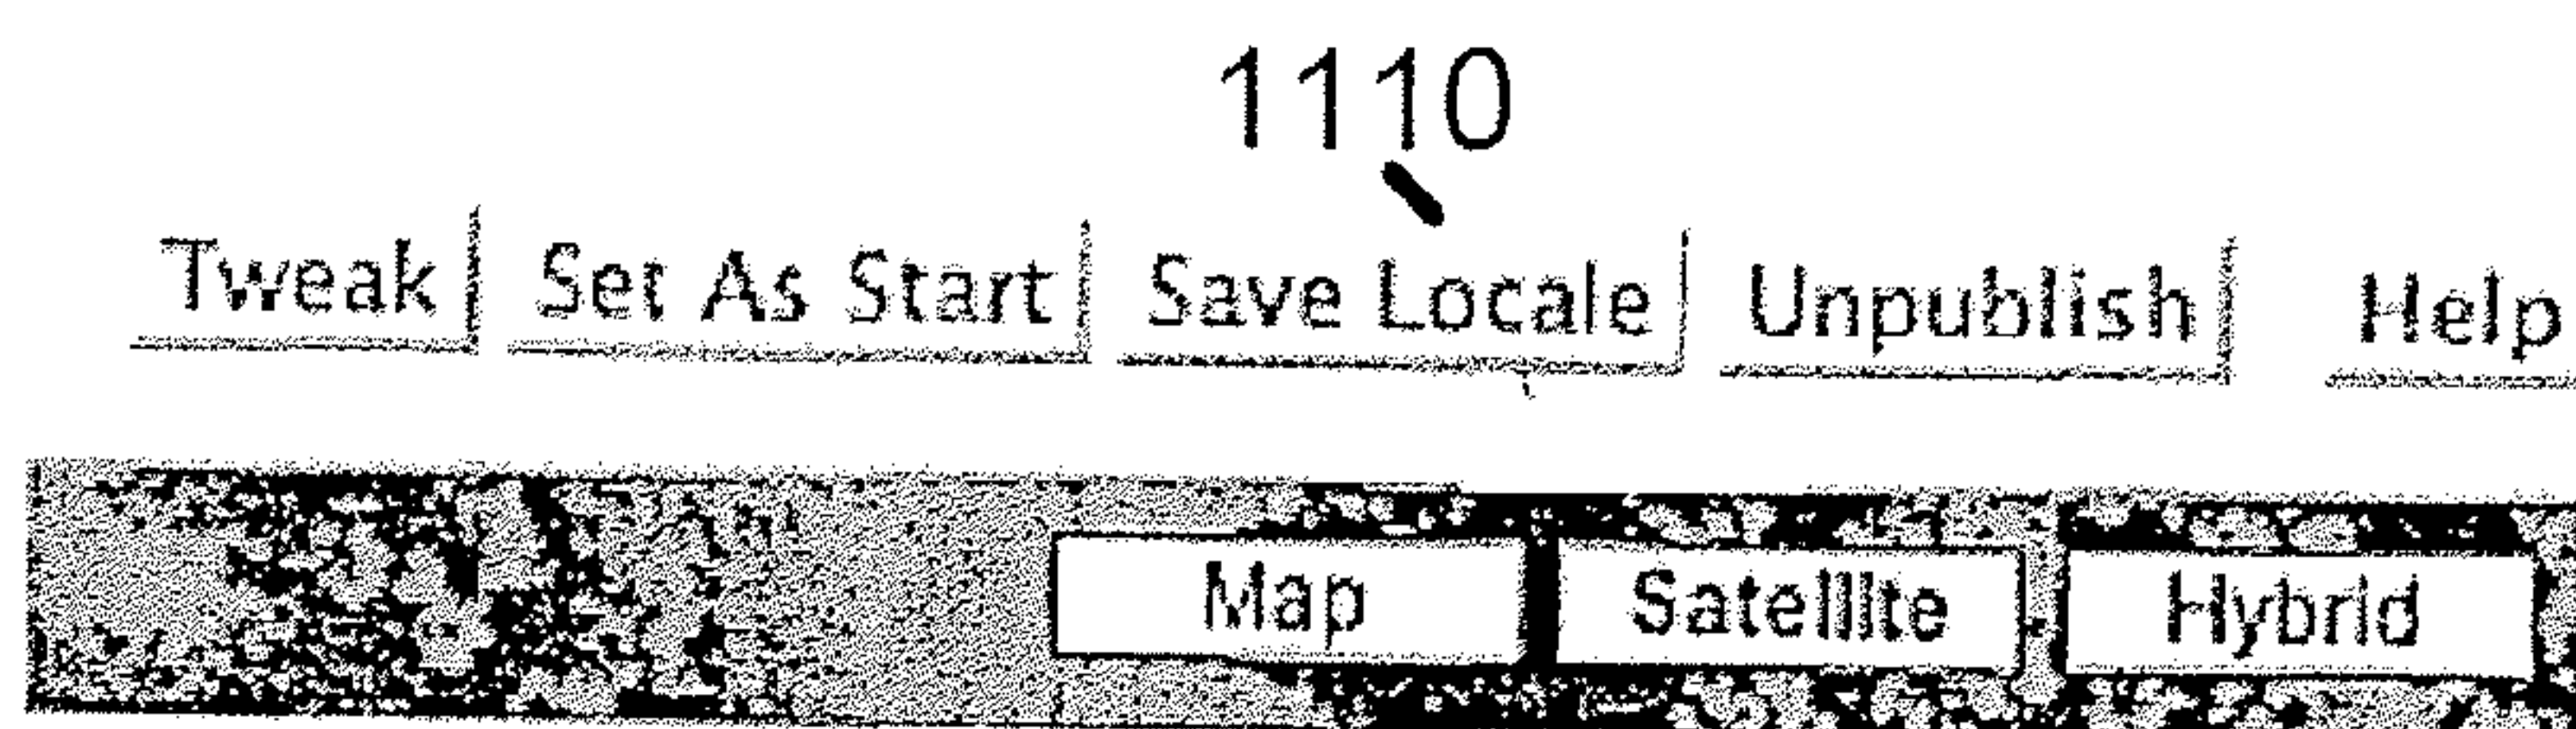 1110
Tweak Set As Start Save Locale Unpublish Help
Map Satellite Hybrid